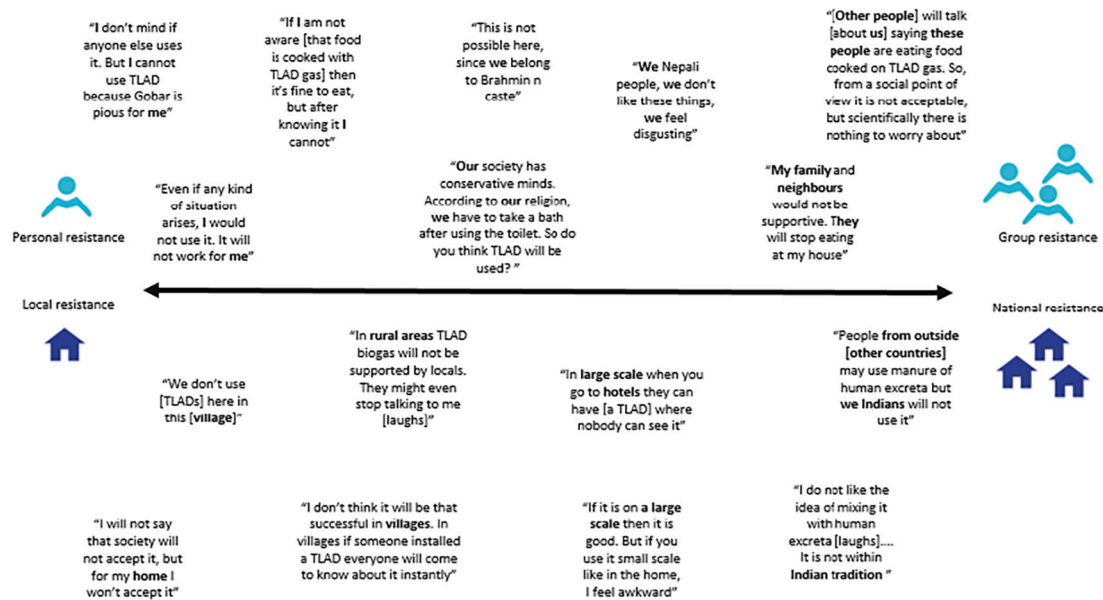 “I don’t mind if
anyone else uses
it. But I cannot
use TLAD
because Gobar is
pious for me”
“If I am not
aware [that food
is cooked with
TLAD gas] then
it’s fine to eat,
but after
knowing it I
cannot”
“This is not
possible here,
since we belong
to Brahmin n
caste”
“We Nepali
people, we don’t
like these things,
we feel
disgusting”
“[Other people] will talk
[about us] saying these
people are eating food
cooked on TLAD gas. So,
from a social point of
view it is not acceptable,
but scientifically there is
nothing to worry about”
Personal resistance
“Even if any kind
of situation
arises, I would
not use it. It will
not work for me”
“Our society has
conservative minds.
According to our religion,
we have to take a bath
after using the toilet. So do
you think TLAD will be
used? ”
“My family and
neighbours
would not be
supportive. They
will stop eating
at my house”
Group resistance
Local resistance
National resistance
“We don’t use
[TLADs] here in
this [village]”
“In rural areas TLAD
biogas will not be
supported by locals.
They might even
stop talking to me
[laughs]”
“In large scale when you
go to hotels they can
have [a TLAD] where
nobody can see it”
“People from outside
[other countries]
may use manure of
human excreta but
we Indians will not
use it”
“I will not say
that society will
not accept it, but
for my home I
won’t accept it”
“I don’t think it will be that
successful in villages. In
villages if someone installed
a TLAD everyone will come
to know about it instantly”
“If it is on a large
scale then it is
good. But if you
use it small scale
like in the home,
I feel awkward”
“I do not like the
idea of mixing it
with human
excreta [laughs]....
It is not within
Indian tradition ”